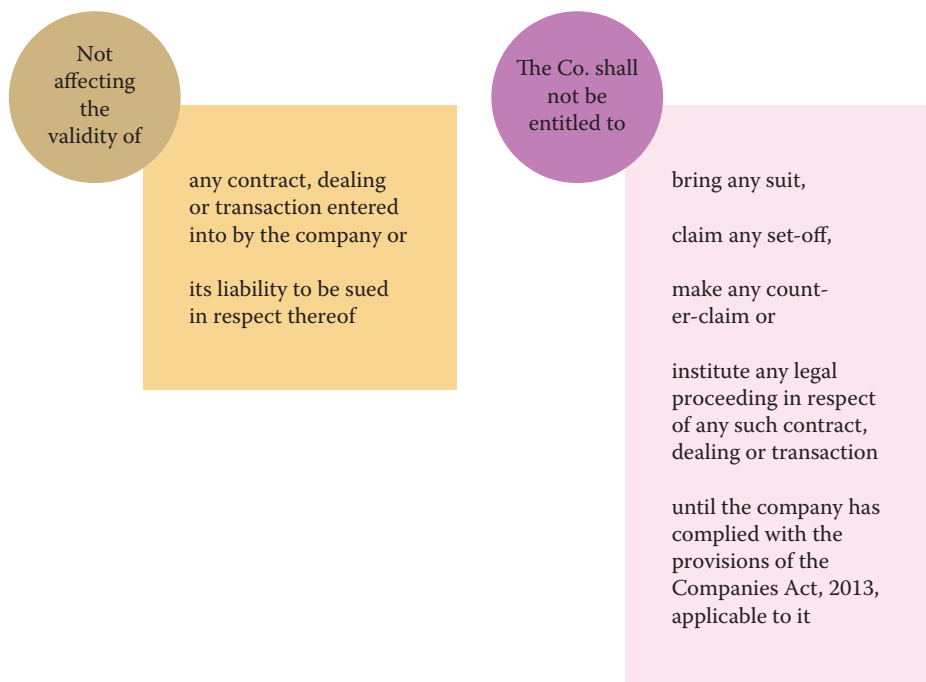 Not
affecting
the
validity of
any contract, dealing
or transaction entered
into by the company or
its liability to be sued
in respect thereof
The Co. shall
not be
entitled to
bring any suit,
claim any set-off,
make any count-
er-claim or
institute any legal
proceeding in respect
of any such contract,
dealing or transaction
until the company has
complied with the
provisions of the
Companies Act, 2013,
applicable to it